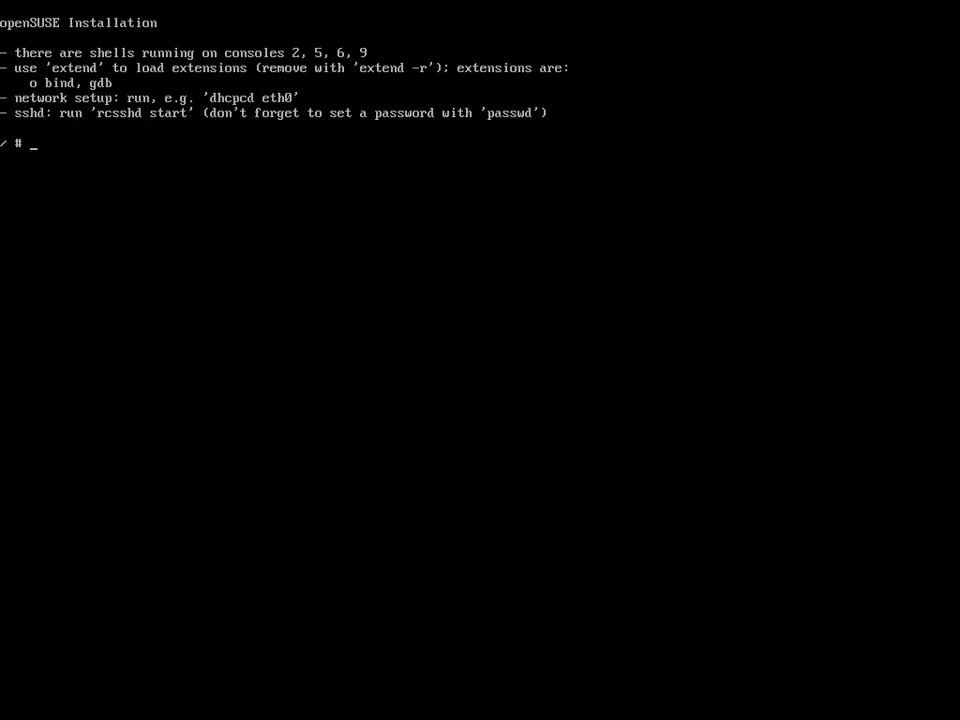 openSUSE Installation
- there are shells running on consoles 2, 5, 6, 9
- use 'extend' to load extensions (remove with 'extend -r'); extensions are:
o bind, gdb
- network setup: run, e.g. 'dhcpcd eth0'
- sshd: run 'rcsshd start' (don't forget to set a password with 'passwd')
/ # _